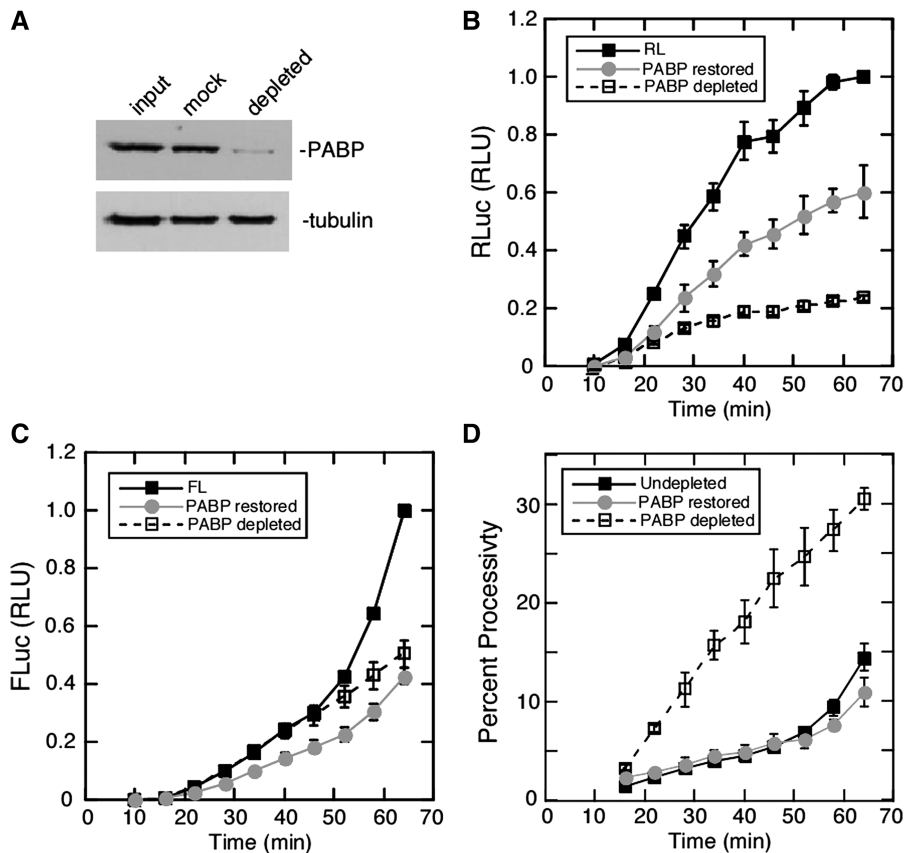 A
input mock depleted
-PABP
-tubulin
B
1.2
1.0
0.8
0.6
0.4
0.2
0
RLuc (RLU)
RL
PABP restored
PABP depleted
0 10 20 30 40 50 60 70
Time (min)
C
1.2
1.0
0.8
0.6
0.4
0.2
0
FLuc (RLU)
FL
PABP restored
PABP depleted
0 10 20 30 40 50 60 70
Time (min)
D
30
20
10
0
Percent Processivty
Undepleted
PABP restored
PABP depleted
0 10 20 30 40 50 60 70
Time (min)